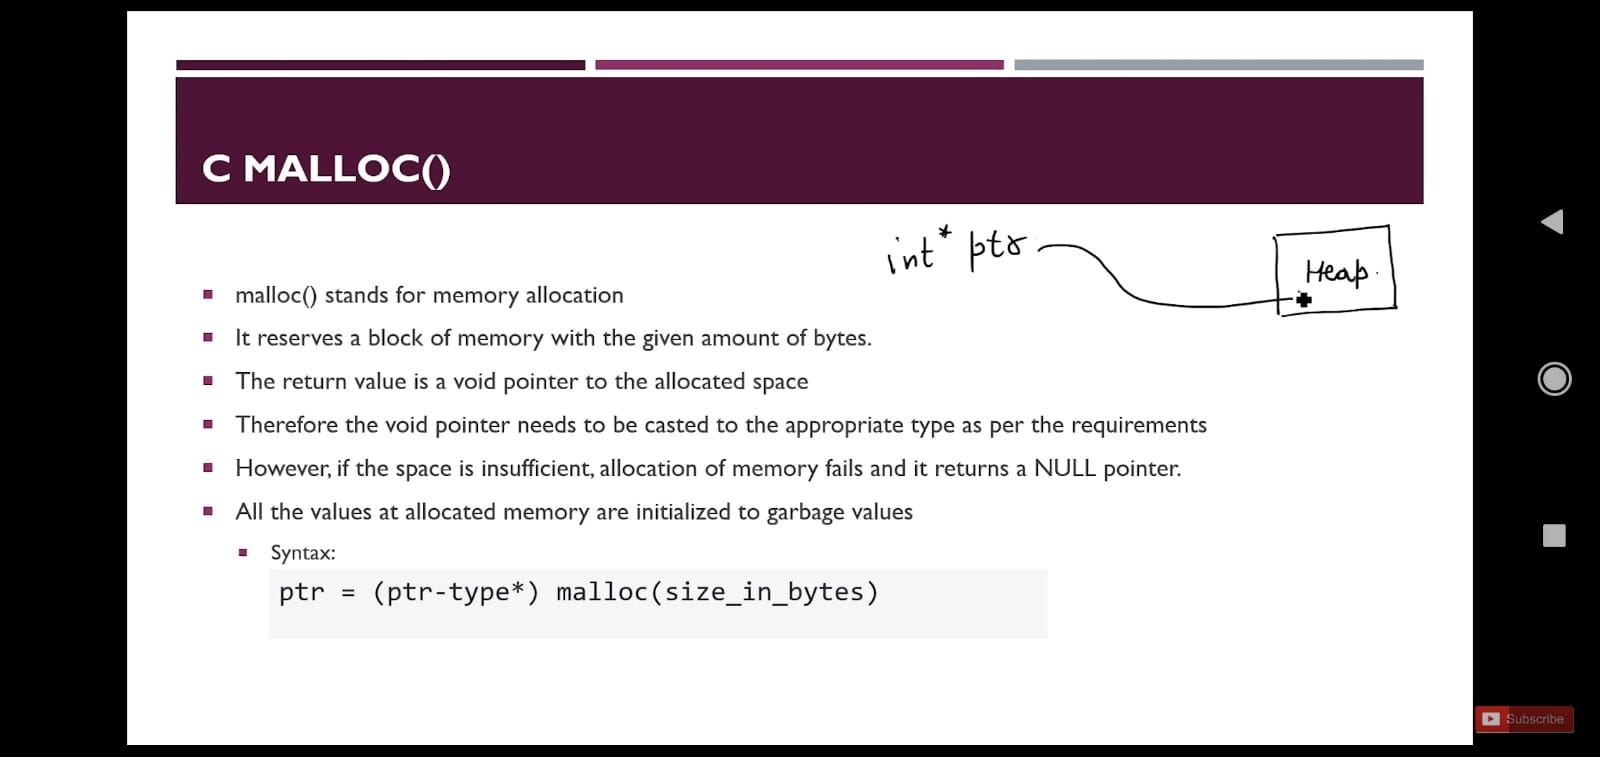 C MALLOC()
int* ptr
Heap
malloc() stands for memory allocation
It reserves a block of memory with the given amount of bytes.
The return value is a void pointer to the allocated space
Therefore the void pointer needs to be casted to the appropriate type as per the requirements
However, if the space is insufficient, allocation of memory fails and it returns a NULL pointer.
All the values at allocated memory are initialized to garbage values
Syntax:
ptr = (ptr-type*) malloc(size_in_bytes)
Subscribe